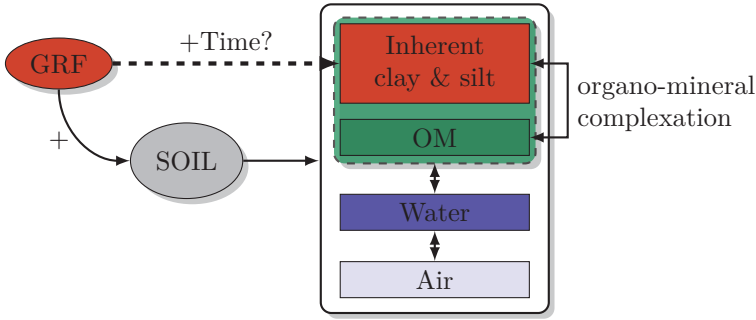 +Time?
GRF
Inherent
clay & silt
organo-mineral
complexation
+
OM
SOIL
Water
Air